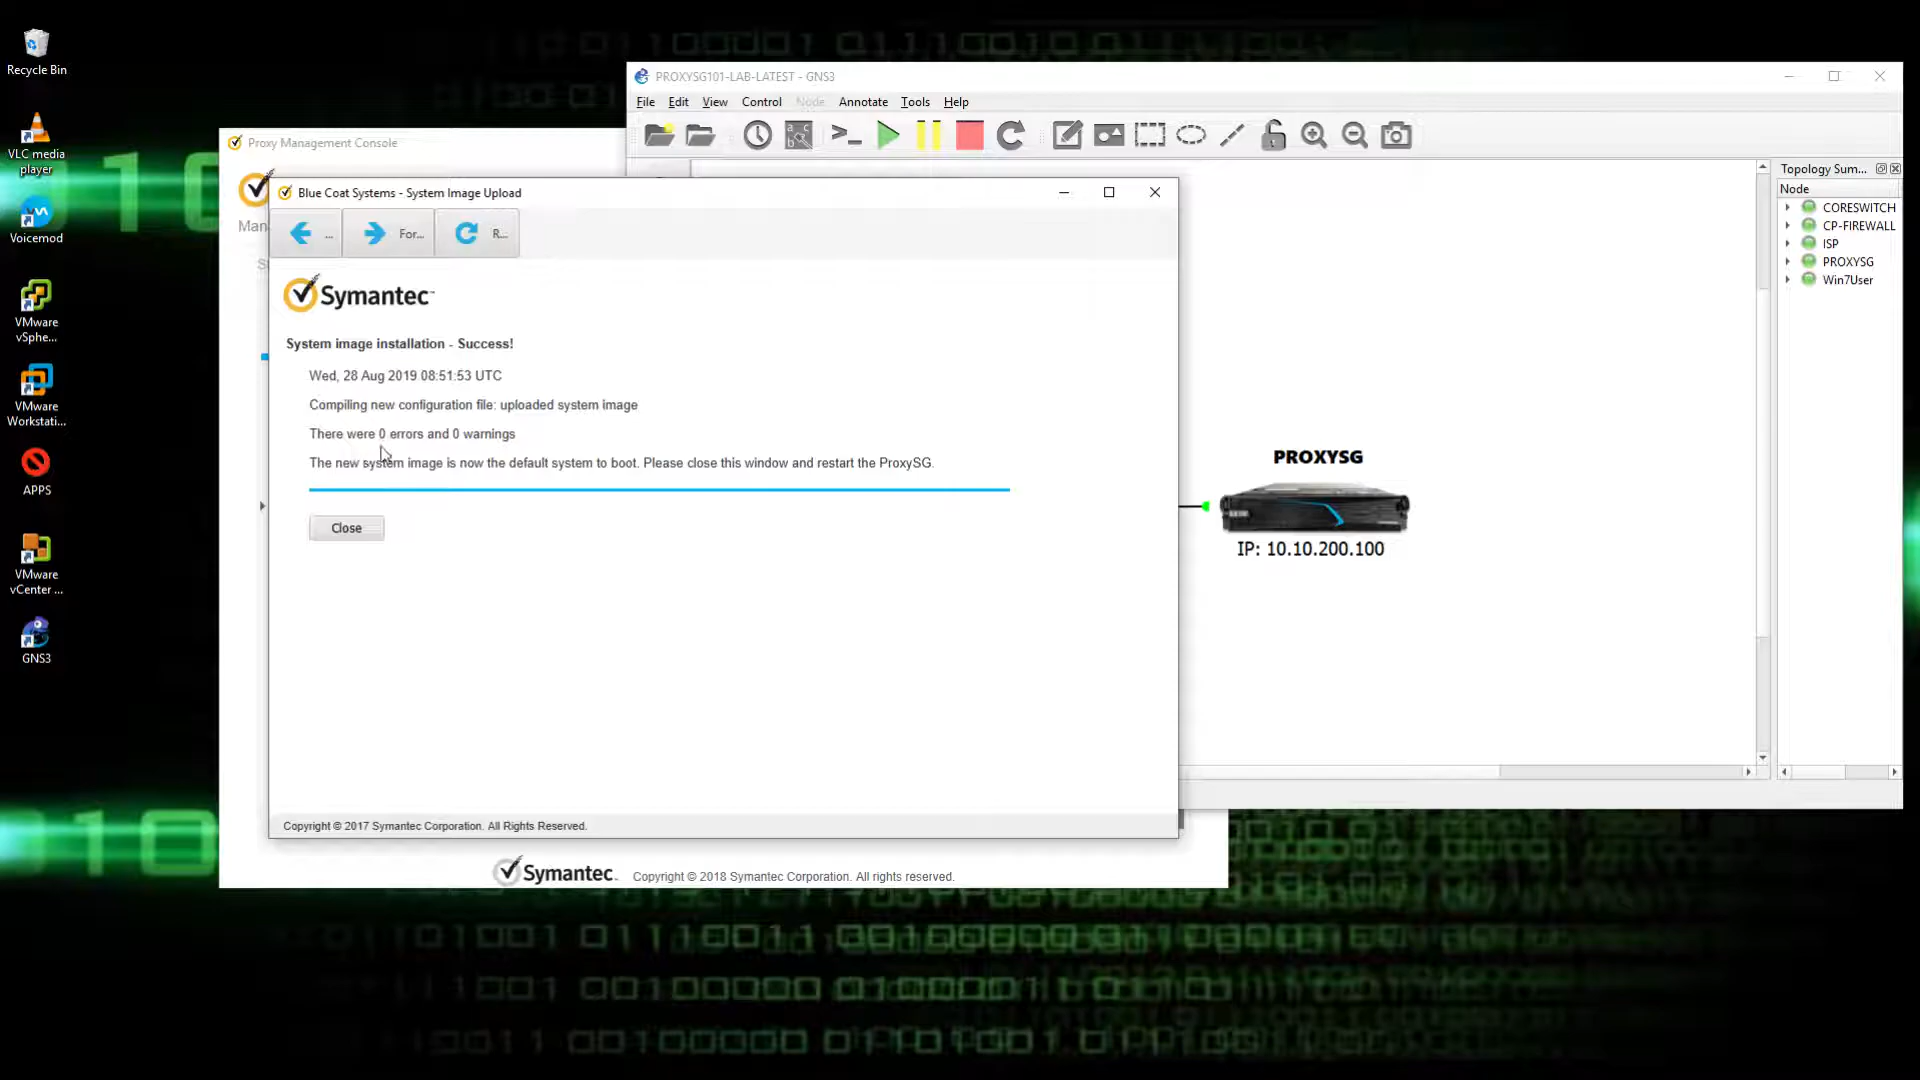 Recycle Bin
VLC media
player
Voicemod
VMware
vSphe...
VMware
Workstati...
APPS
VMware
vCenter ...
GNS3
PROXYSG101-LAB-LATEST - GNS3
File Edit View Control Node Annotate Tools Help
Proxy Management Console
Man
S
Blue Coat Systems - System Image Upload
... For... R...
Symantec™
System image installation - Success!
Wed, 28 Aug 2019 08:51:53 UTC
Compiling new configuration file: uploaded system image
There were 0 errors and 0 warnings
The new system image is now the default system to boot. Please close this window and restart the ProxySG.
Close
Copyright © 2017 Symantec Corporation. All Rights Reserved.
Symantec. Copyright © 2018 Symantec Corporation. All rights reserved.
PROXYSG
IP: 10.10.200.100
Topology Sum...
Node
CORESWITCH
CP-FIREWALL
ISP
PROXYSG
Win7User